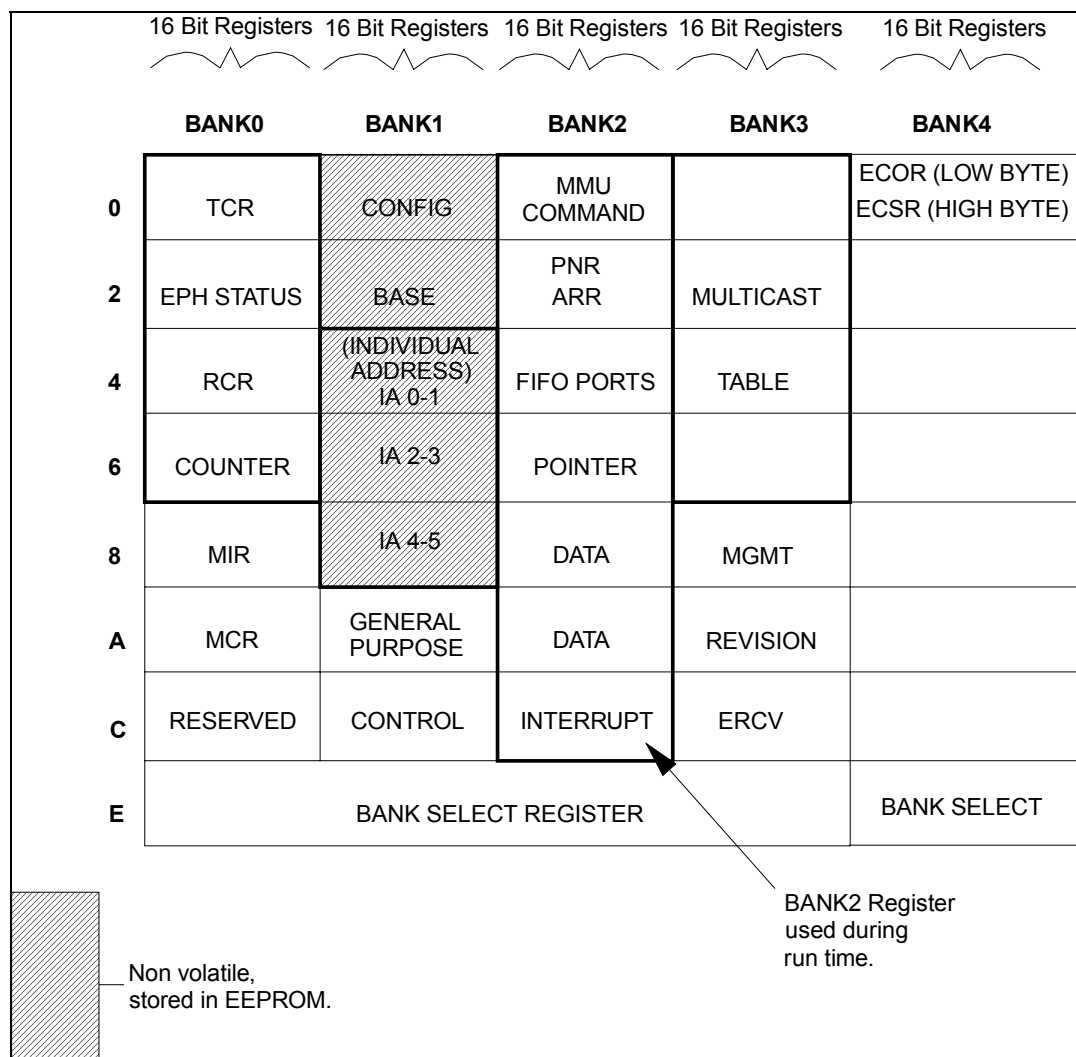 16 Bit Registers 16 Bit Registers 16 Bit Registers 16 Bit Registers 16 Bit Registers
BANK0 BANK1 BANK2 BANK3 BANK4
0 TCR CONFIG MMU COMMAND ECOR (LOW BYTE) ECSR (HIGH BYTE)
2 EPH STATUS BASE PNR ARR MULTICAST
4 RCR (INDIVIDUAL ADDRESS) IA 0-1 FIFO PORTS TABLE
6 COUNTER IA 2-3 POINTER
8 MIR IA 4-5 DATA MGMT
A MCR GENERAL PURPOSE DATA REVISION
C RESERVED CONTROL INTERRUPT ERCV
E BANK SELECT REGISTER BANK SELECT
BANK2 Register
used during
run time.
Non volatile,
stored in EEPROM.